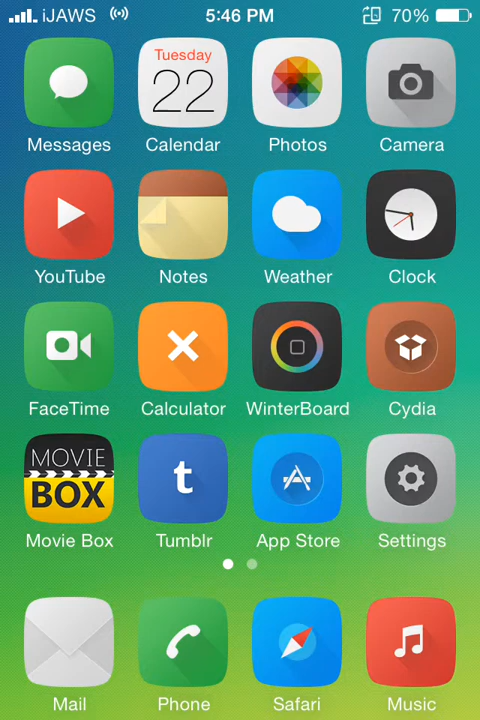 iJAWS 5:46 PM 70%
Tuesday
22
Messages Calendar Photos Camera
YouTube Notes Weather Clock
MOVIE
BOX
FaceTime Calculator WinterBoard Cydia
t
Movie Box Tumblr App Store Settings
Mail Phone Safari Music